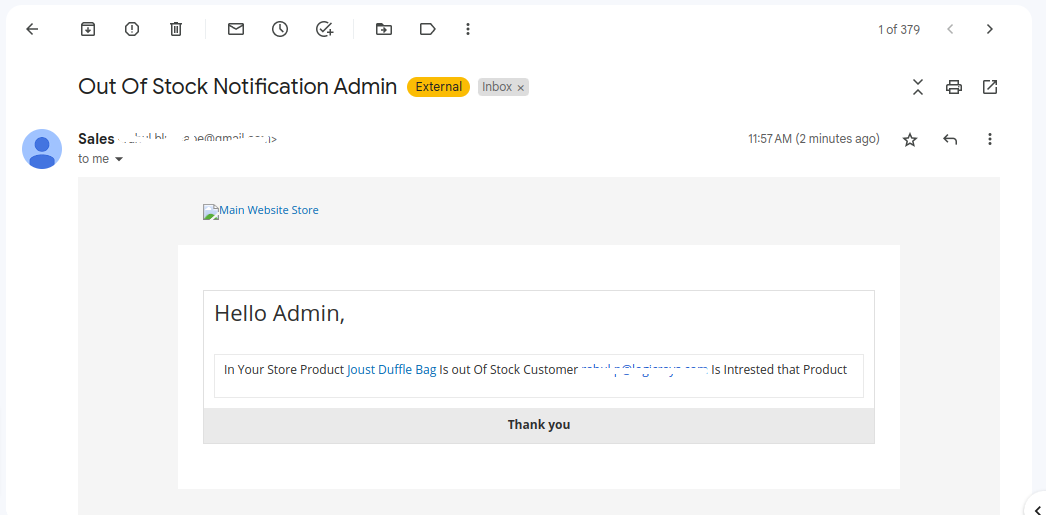 1 of 379
Out Of Stock Notification Admin External Inbox ×
Sales
11:57 AM (2 minutes ago)
to me
Main Website Store
Hello Admin,
In Your Store Product Joust Duffle Bag Is out Of Stock Customer Is Intrested that Product
Thank you